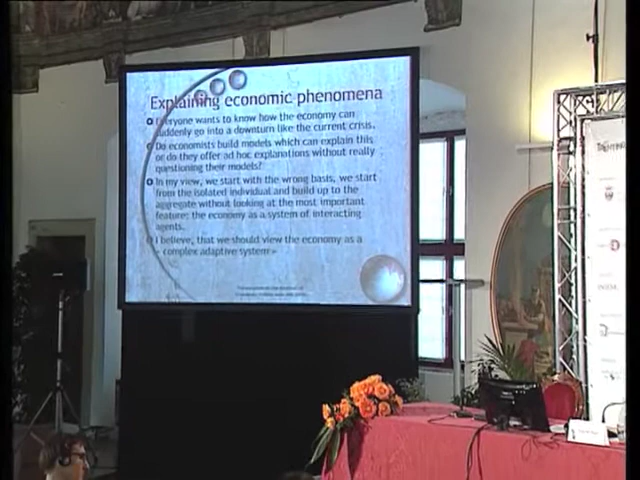 Explaining economic phenomena
Everyone wants to know how the economy can
suddenly go into a downturn like the current crisis.
Do economists build models which can explain this
or do they offer ad hoc explanations without really
questioning their models?
In my view, we start with the wrong basis, we start
from the isolated individual and build up to the
aggregate without looking at the most important
feature: the economy as a system of interacting
agents.
I believe, that we should view the economy as a
« complex adaptive system »